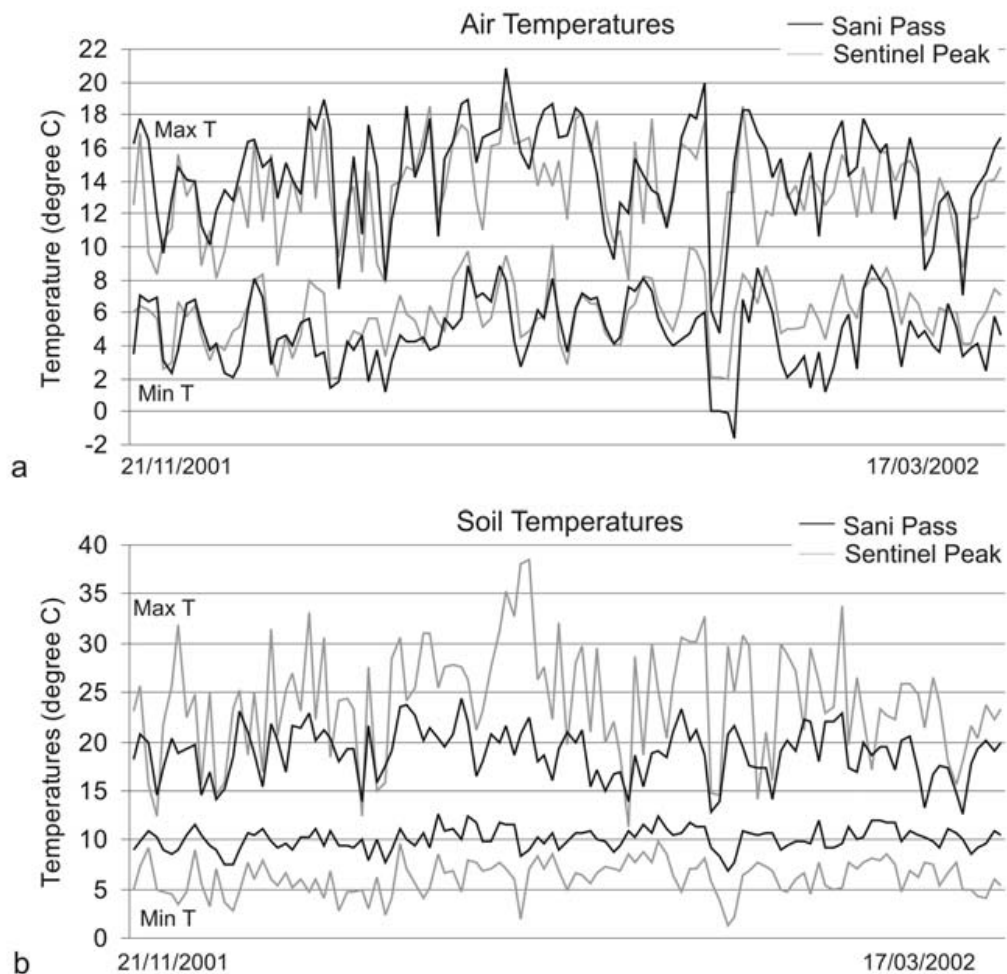 Air Temperatures
Sani Pass
Sentinel Peak
Temperature (degree C)
22
20
18
16
14
12
10
8
6
4
2
0
-2
Max T
Min T
a
21/11/2001
17/03/2002
Soil Temperatures
Sani Pass
Sentinel Peak
Temperatures (degree C)
40
35
30
25
20
15
10
5
0
Max T
Min T
b
21/11/2001
17/03/2002